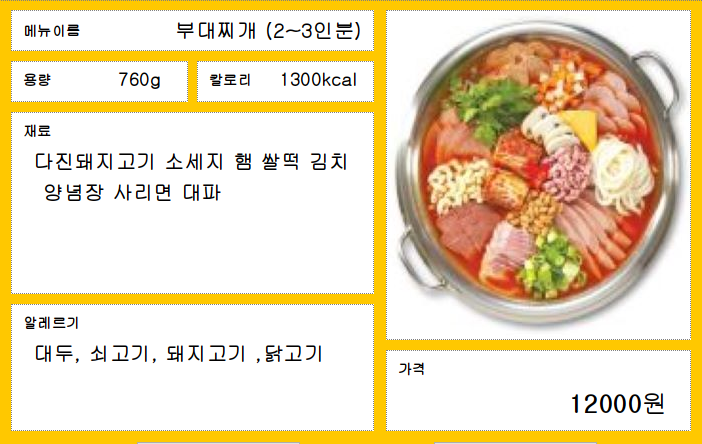 메뉴이름 부대찌개 (2~3인분)
용량 760g 칼로리 1300kcal
재료
다진돼지고기 소세지 햄 쌀떡 김치
양념장 사리면 대파
알레르기
대두, 쇠고기, 돼지고기 ,닭고기
가격
12000원